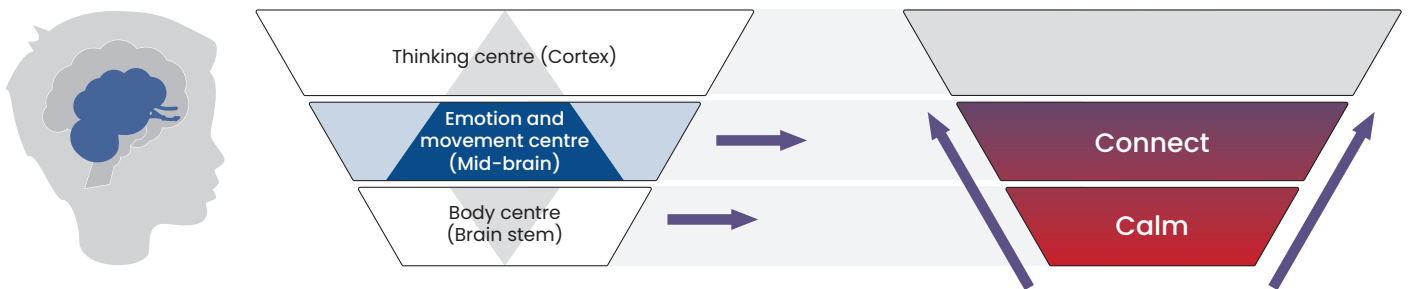 Thinking centre (Cortex)
Emotion and
movement centre
(Mid-brain)
Connect
Body centre
(Brain stem)
Calm